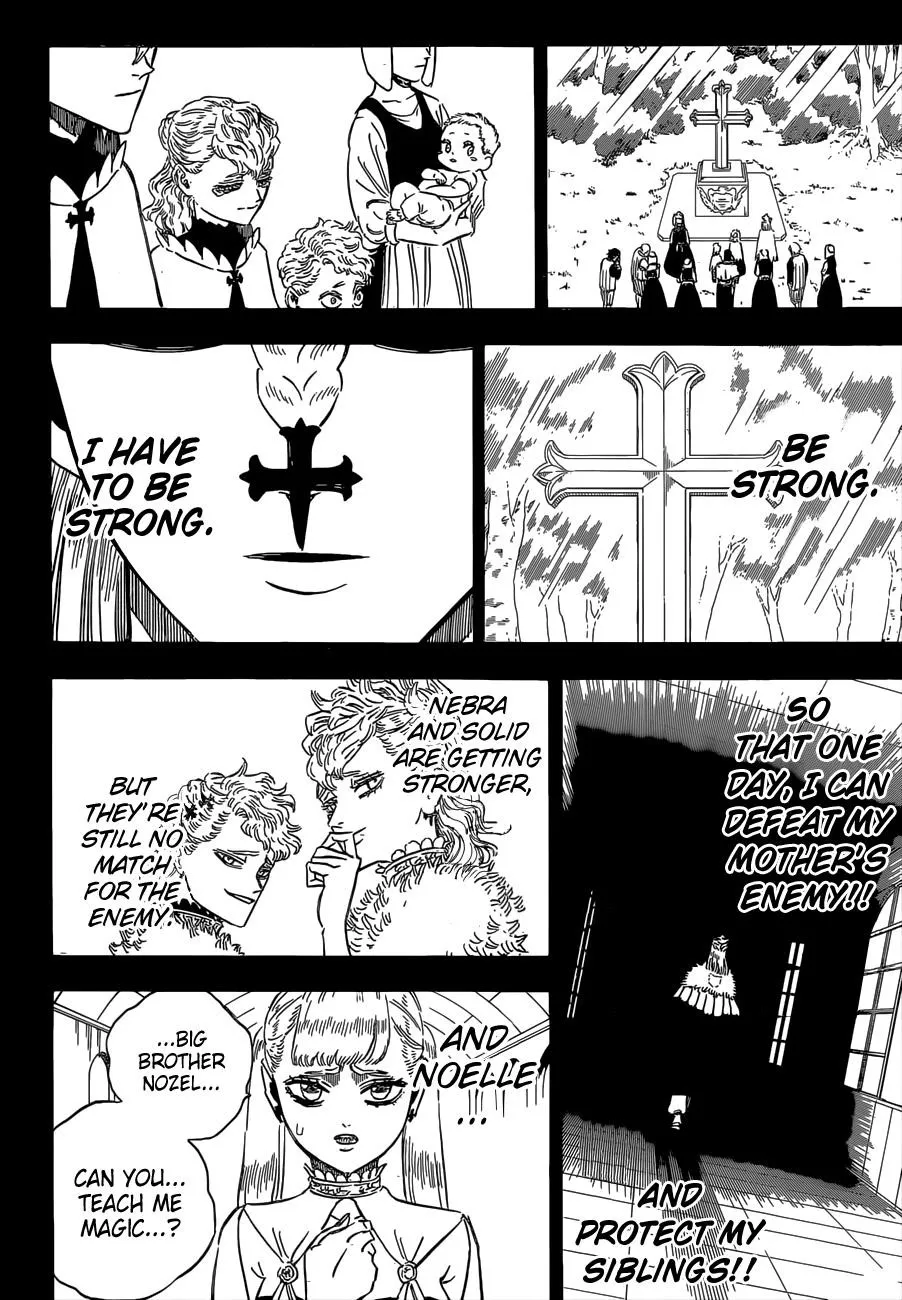 BE
STRONG.
I HAVE
TO BE
STRONG.
SO
THAT ONE
DAY, I CAN
DEFEAT MY
MOTHER'S
ENEMY!!
AND
PROTECT MY
SIBLINGS!!
NEBRA
AND SOLID
ARE GETTING
STRONGER,
BUT
THEY'RE
STILL NO
MATCH
FOR THE
ENEMY.
AND
NOELLE
...
...BIG
BROTHER
NOZEL...
CAN YOU...
TEACH ME
MAGIC...?